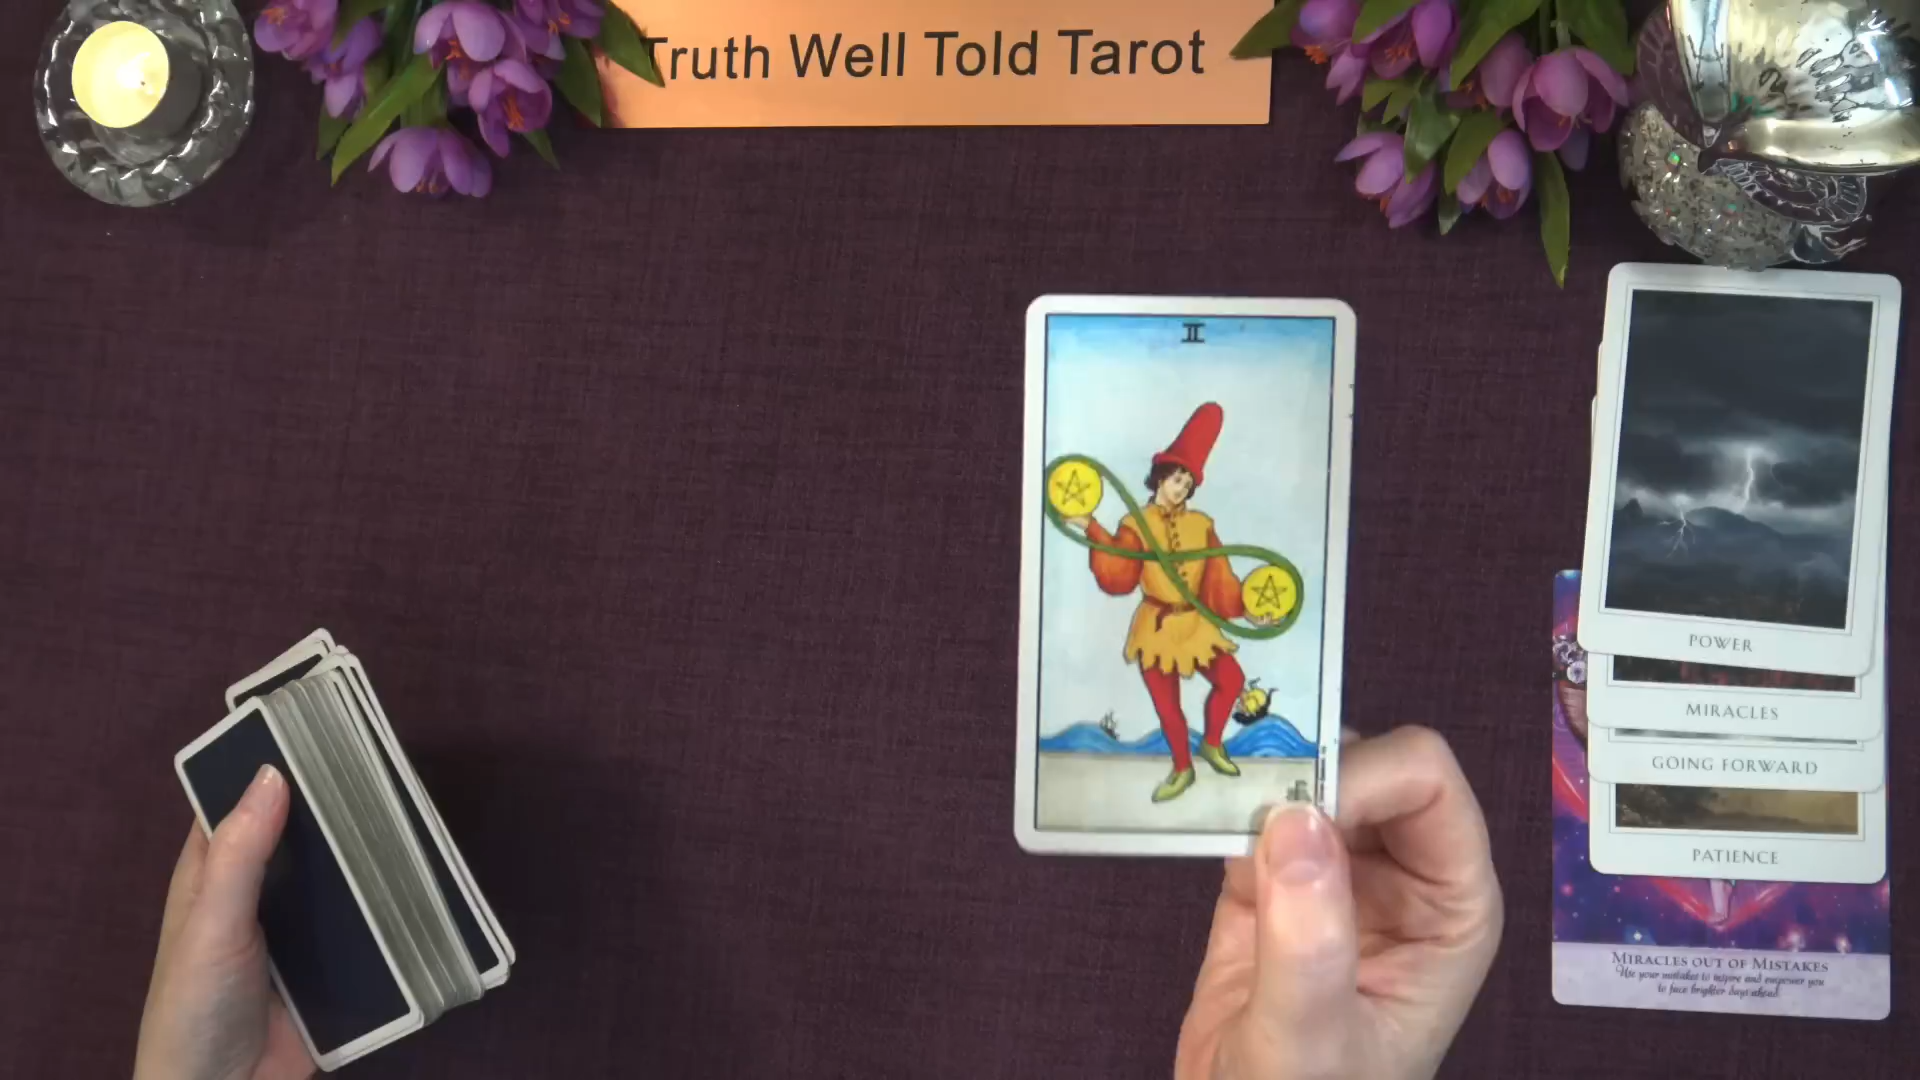 Truth Well Told Tarot
II
POWER
MIRACLES
GOING FORWARD
PATIENCE
MIRACLES OUT OF MISTAKES
Use your mistakes to inspire and empower you
to face brighter days ahead.